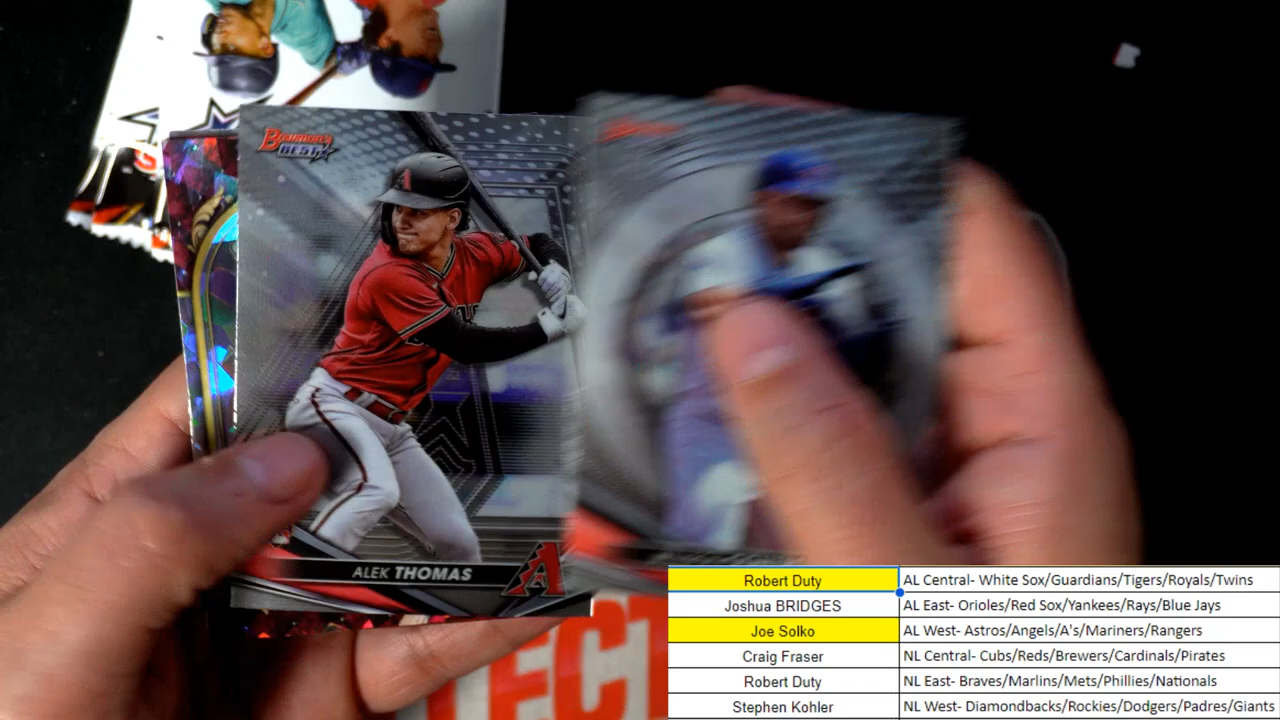 BOWMAN'S
BEST
A
ALEK THOMAS
A
ECT
Robert Duty AL Central- White Sox/Guardians/Tigers/Royals/Twins
Joshua BRIDGES AL East- Orioles/Red Sox/Yankees/Rays/Blue Jays
Joe Solko AL West- Astros/Angels/A's/Mariners/Rangers
Craig Fraser NL Central- Cubs/Reds/Brewers/Cardinals/Pirates
Robert Duty NL East- Braves/Marlins/Mets/Phillies/Nationals
Stephen Kohler NL West- Diamondbacks/Rockies/Dodgers/Padres/Giants